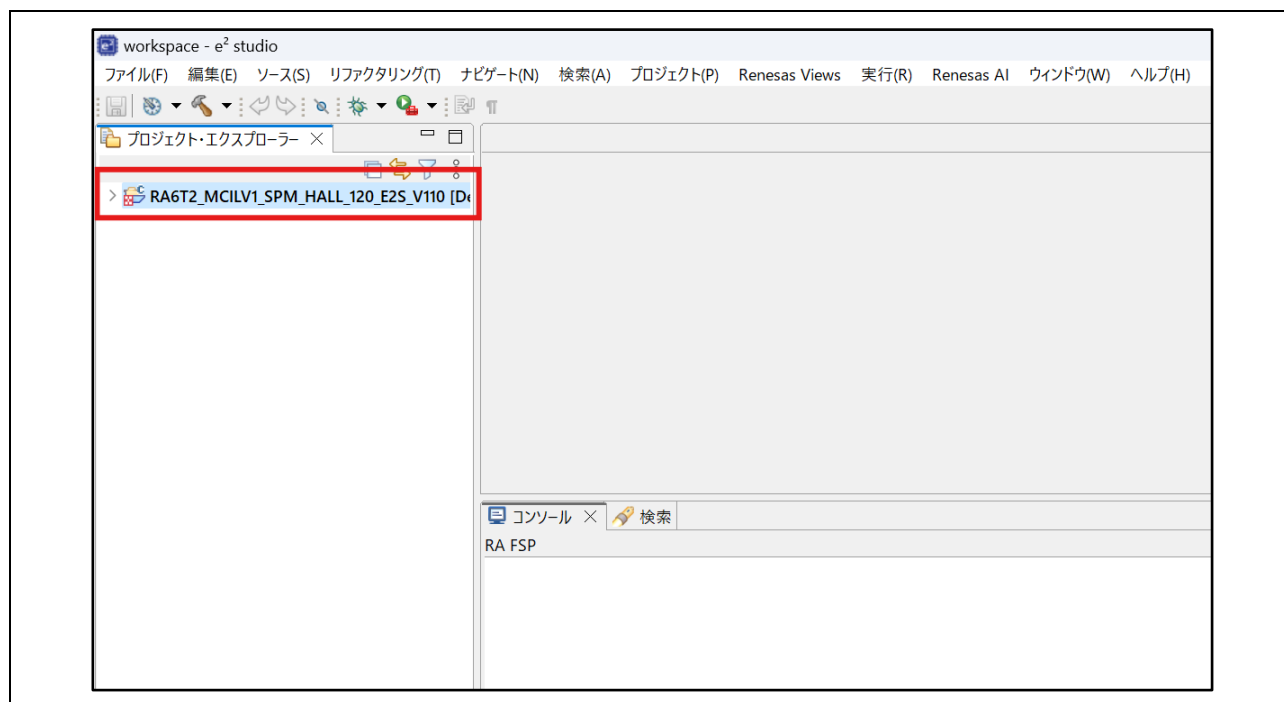 workspace - e² studio
ファイル(F) 編集(E) ソース(S) リファクタリング(T) ナビゲート(N) 検索(A) プロジェクト(P) Renesas Views 実行(R) Renesas AI ウィンドウ(W) ヘルプ(H)
プロジェクト・エクスプローラー
RA6T2_MCILV1_SPM_HALL_120_E2S_V110 [De
コンソール 検索
RA FSP